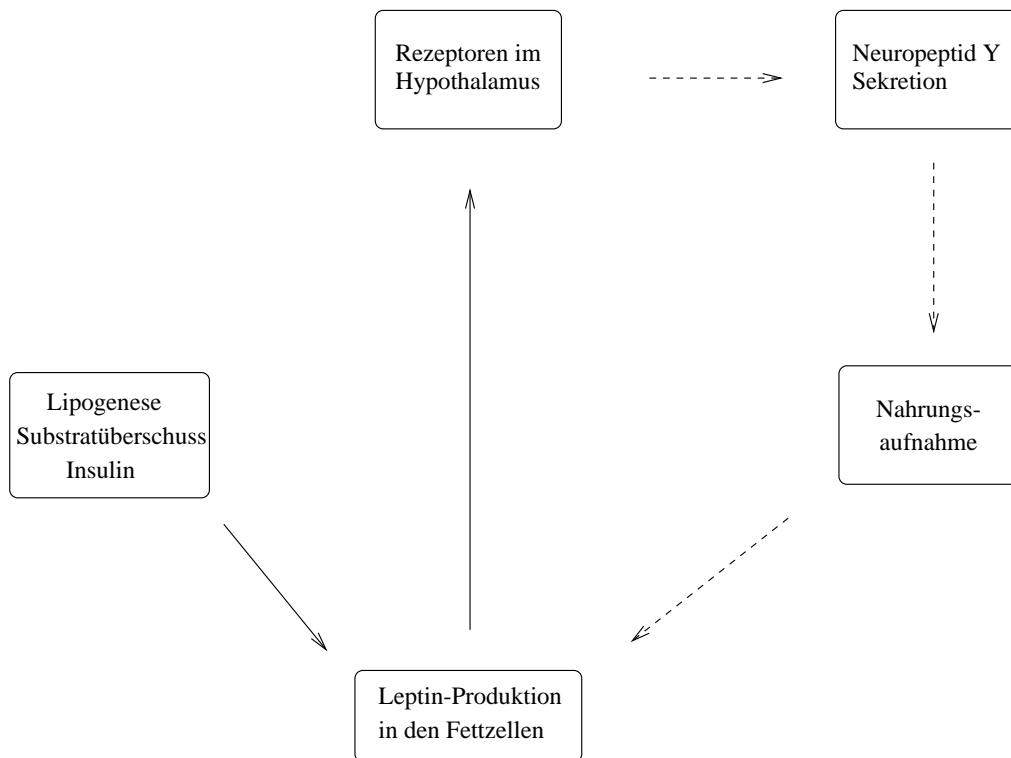 Rezeptoren im
Hypothalamus
Neuropeptid Y
Sekretion
Lipogenese
Substratüberschuss
Insulin
Nahrungs-
aufnahme
Leptin-Produktion
in den Fettzellen